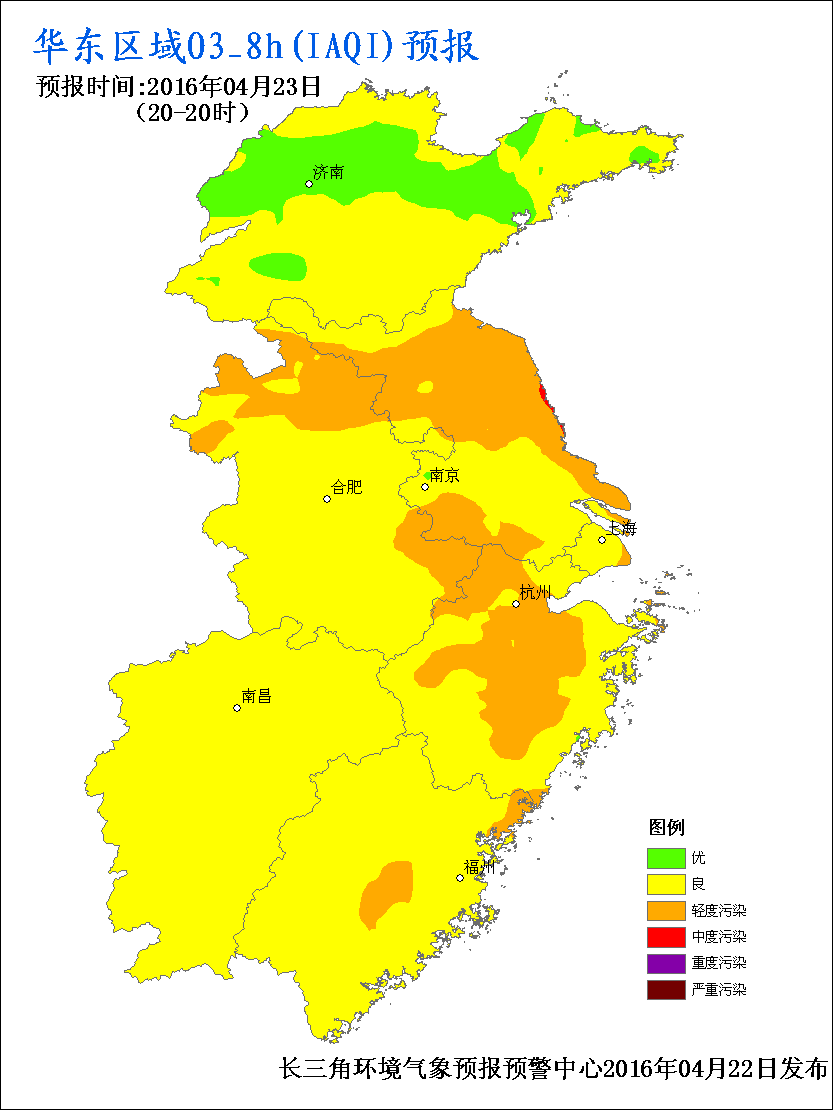 华东区域O3_8h(IAQI)预报
预报时间:2016年04月23日
(20-20时)
济南
南京
合肥
上海
杭州
南昌
福州
图例
优
良
轻度污染
中度污染
重度污染
严重污染
长三角环境气象预报预警中心2016年04月22日发布